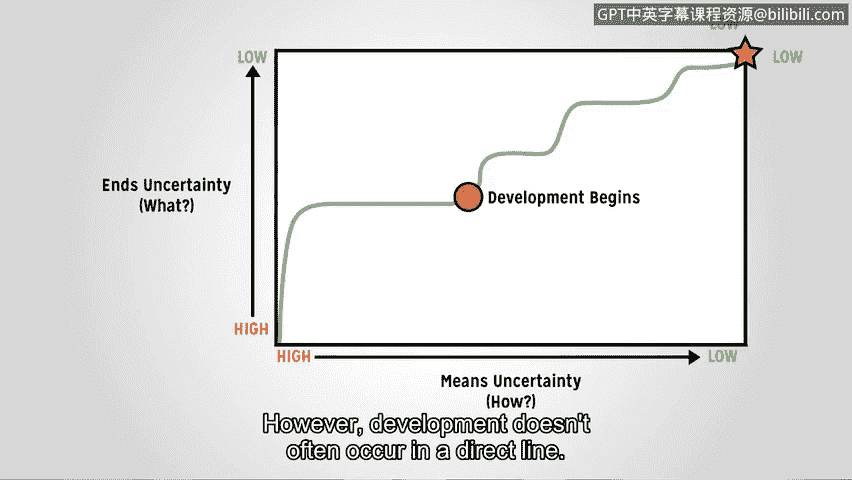 GPT中英字幕课程资源@bilibili.com
LOW
LOW
LOW
Ends Uncertainty
(What?)
Development Begins
HIGH
HIGH
LOW
Means Uncertainty
(How?)
However, development doesn't
often occur in a direct line.